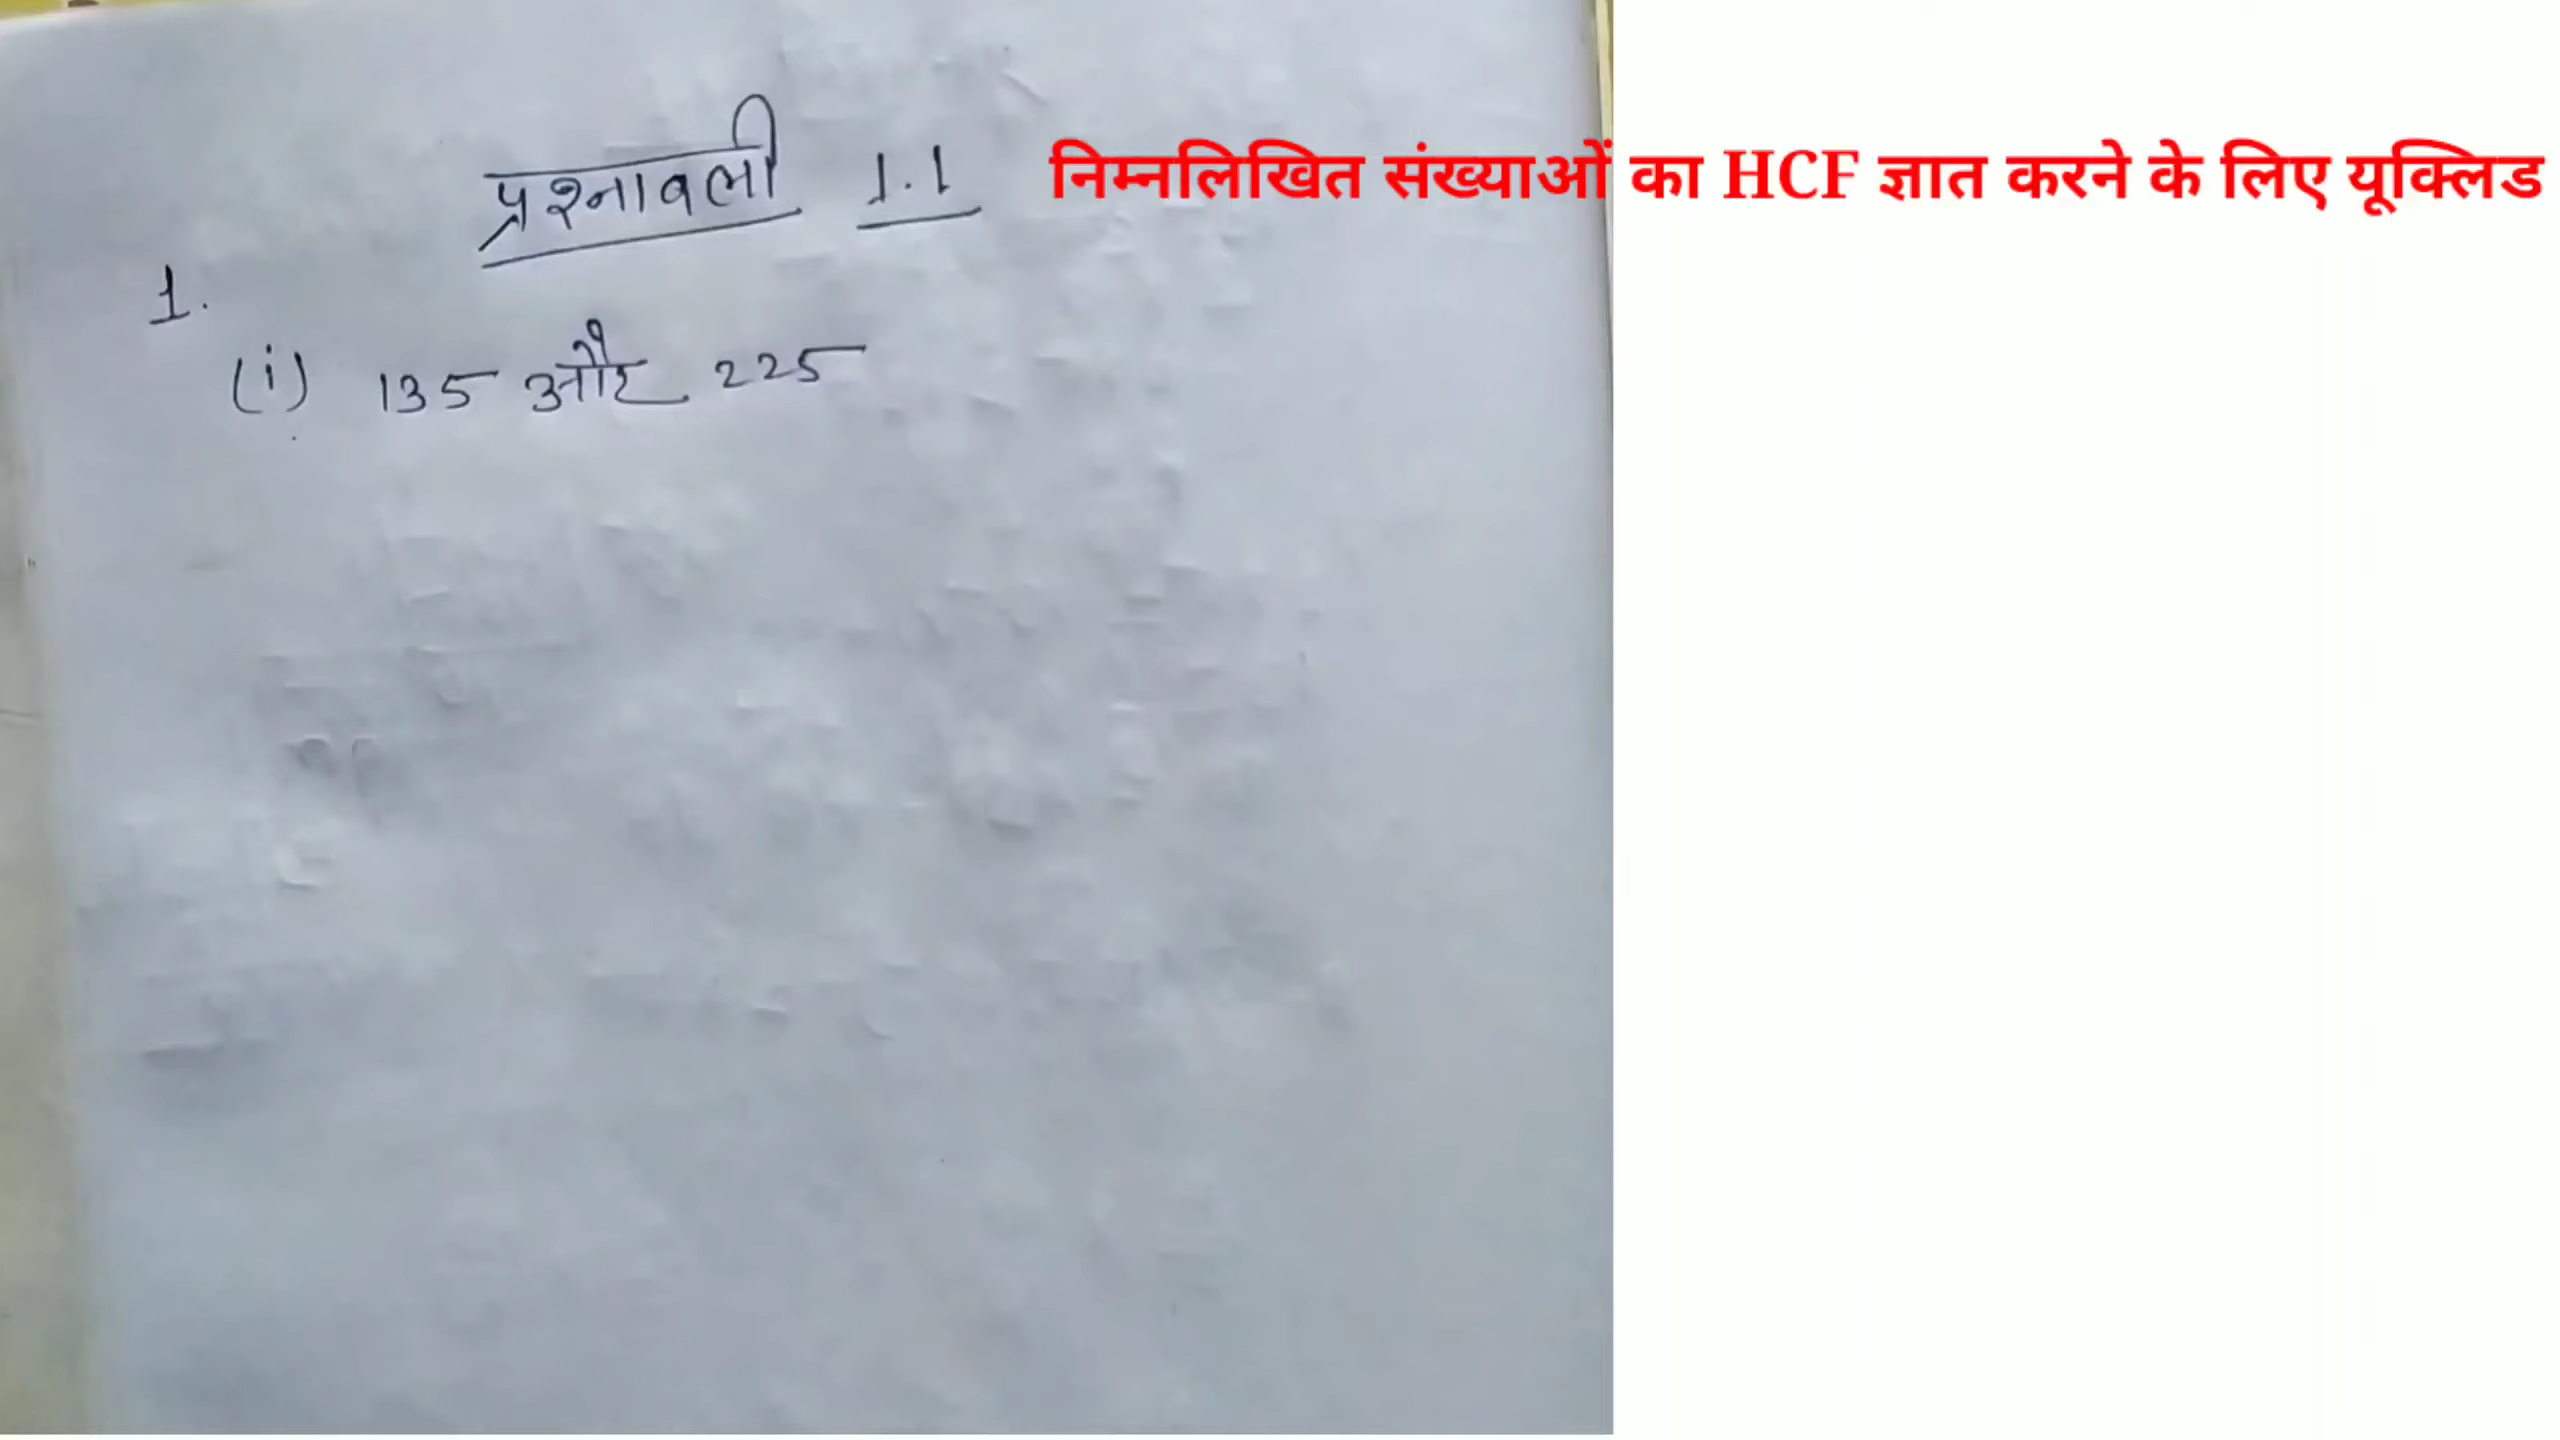 प्रश्नावली 1.1 निम्नलिखित संख्याओं का HCF ज्ञात करने के लिए यूक्लिड
1.
(i) 135 और 225